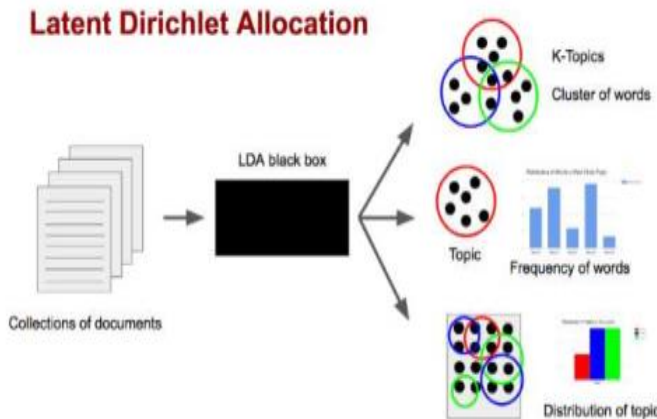 Latent Dirichlet Allocation
K-Topics
Cluster of words
LDA black box
Topic
Frequency of words
Collections of documents
Distribution of topic